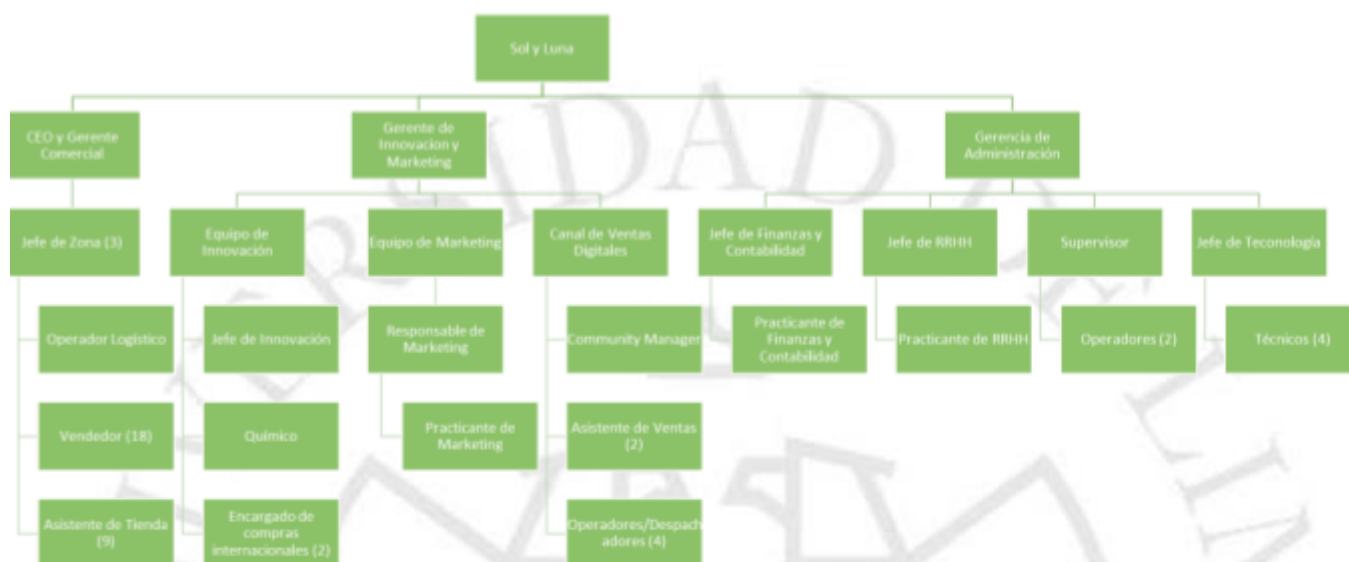 Sol y Luna
CEO y Gerente
Comercial
Gerente de
Innovacion y
Marketing
Gerencia de
Administración
Jefe de Zona (3)
Equipo de
Innovación
Equipo de Marketing
Canal de Ventas
Digitales
Jefe de Finanzas y
Contabilidad
Jefe de RRHH
Supervisor
Jefe de Teconología
Operador Logístico
Jefe de Innovación
Responsable de
Marketing
Community Manager
Practicante de
Finanzas y
Contabilidad
Practicante de RRHH
Operadores (2)
Técnicos (4)
Vendedor (18)
Químico
Practicante de
Marketing
Asistente de Ventas
(2)
Asistente de Tienda
(9)
Encargado de
compras
internacionales (2)
Operadores/Despach
adores (4)